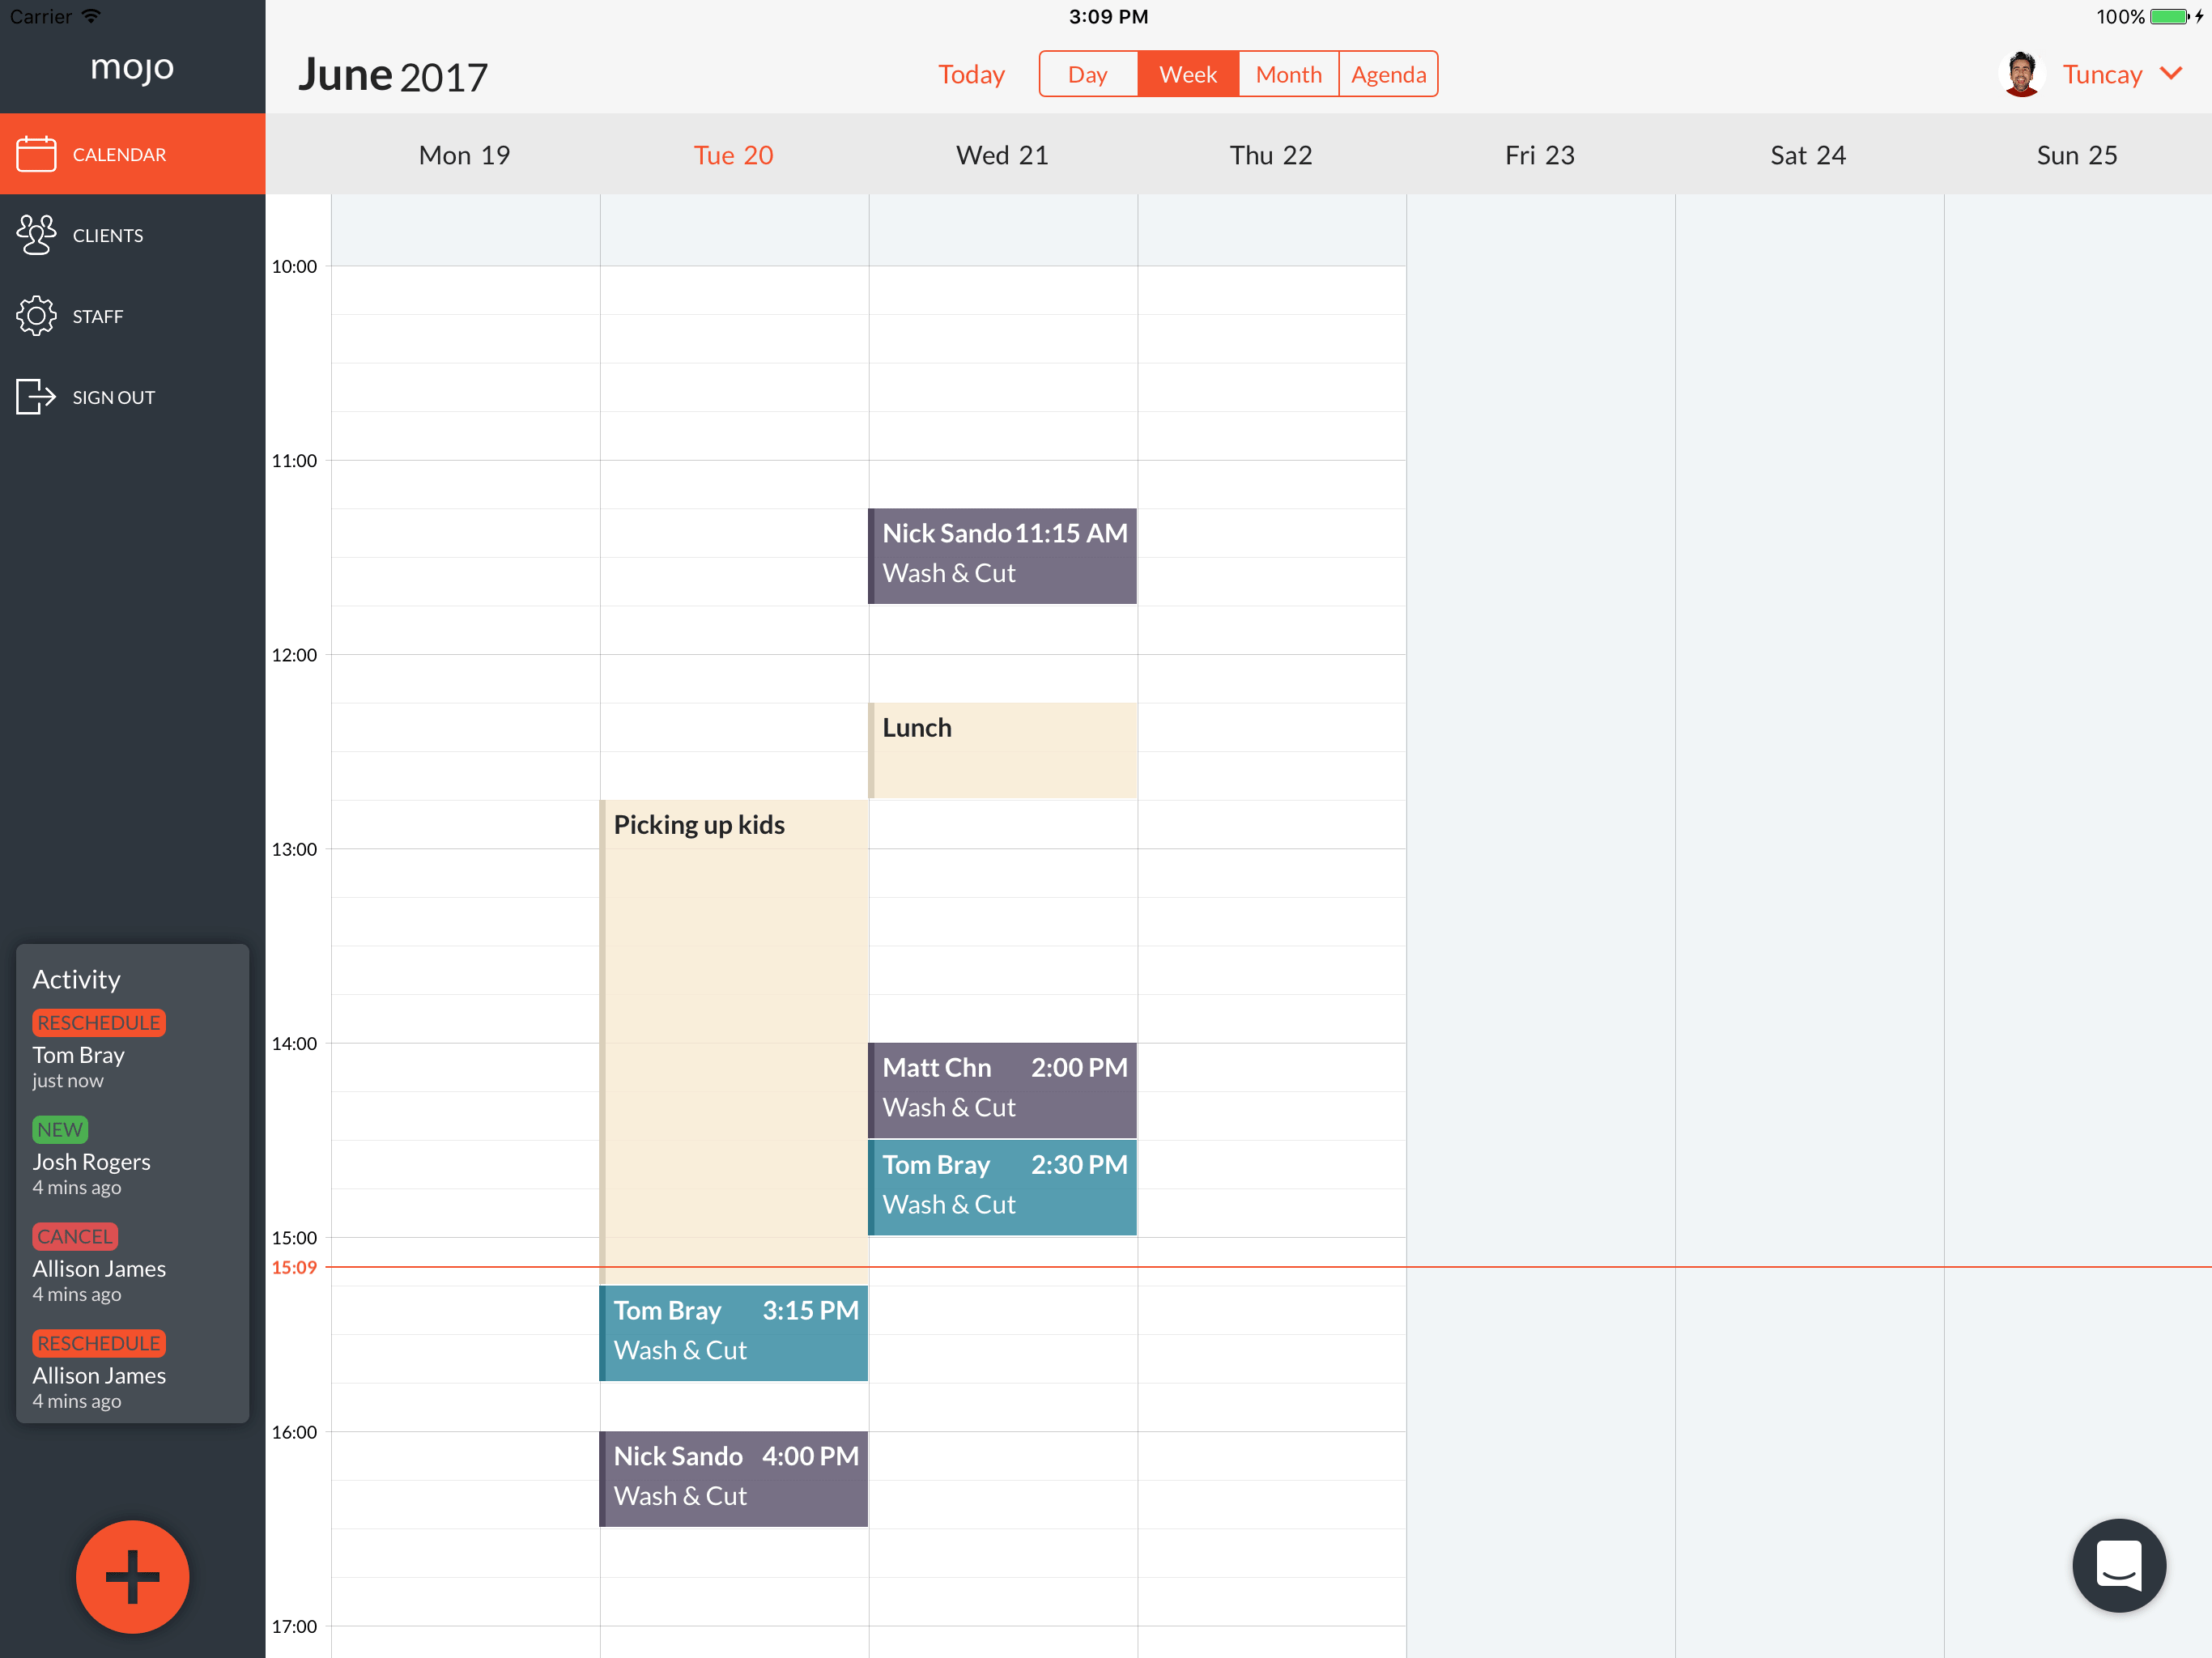 Carrier
3:09 PM
100%
mojo
June 2017
Today
Day
Week
Month
Agenda
Tuncay
CALENDAR
CLIENTS
STAFF
SIGN OUT
Mon 19
Tue 20
Wed 21
Thu 22
Fri 23
Sat 24
Sun 25
10:00
11:00
Nick Sando 11:15 AM
Wash & Cut
12:00
Lunch
Picking up kids
13:00
14:00
Matt Chn 2:00 PM
Wash & Cut
Tom Bray 2:30 PM
Wash & Cut
15:00
15:09
Tom Bray 3:15 PM
Wash & Cut
16:00
Nick Sando 4:00 PM
Wash & Cut
17:00
Activity
RESCHEDULE
Tom Bray
just now
NEW
Josh Rogers
4 mins ago
CANCEL
Allison James
4 mins ago
RESCHEDULE
Allison James
4 mins ago